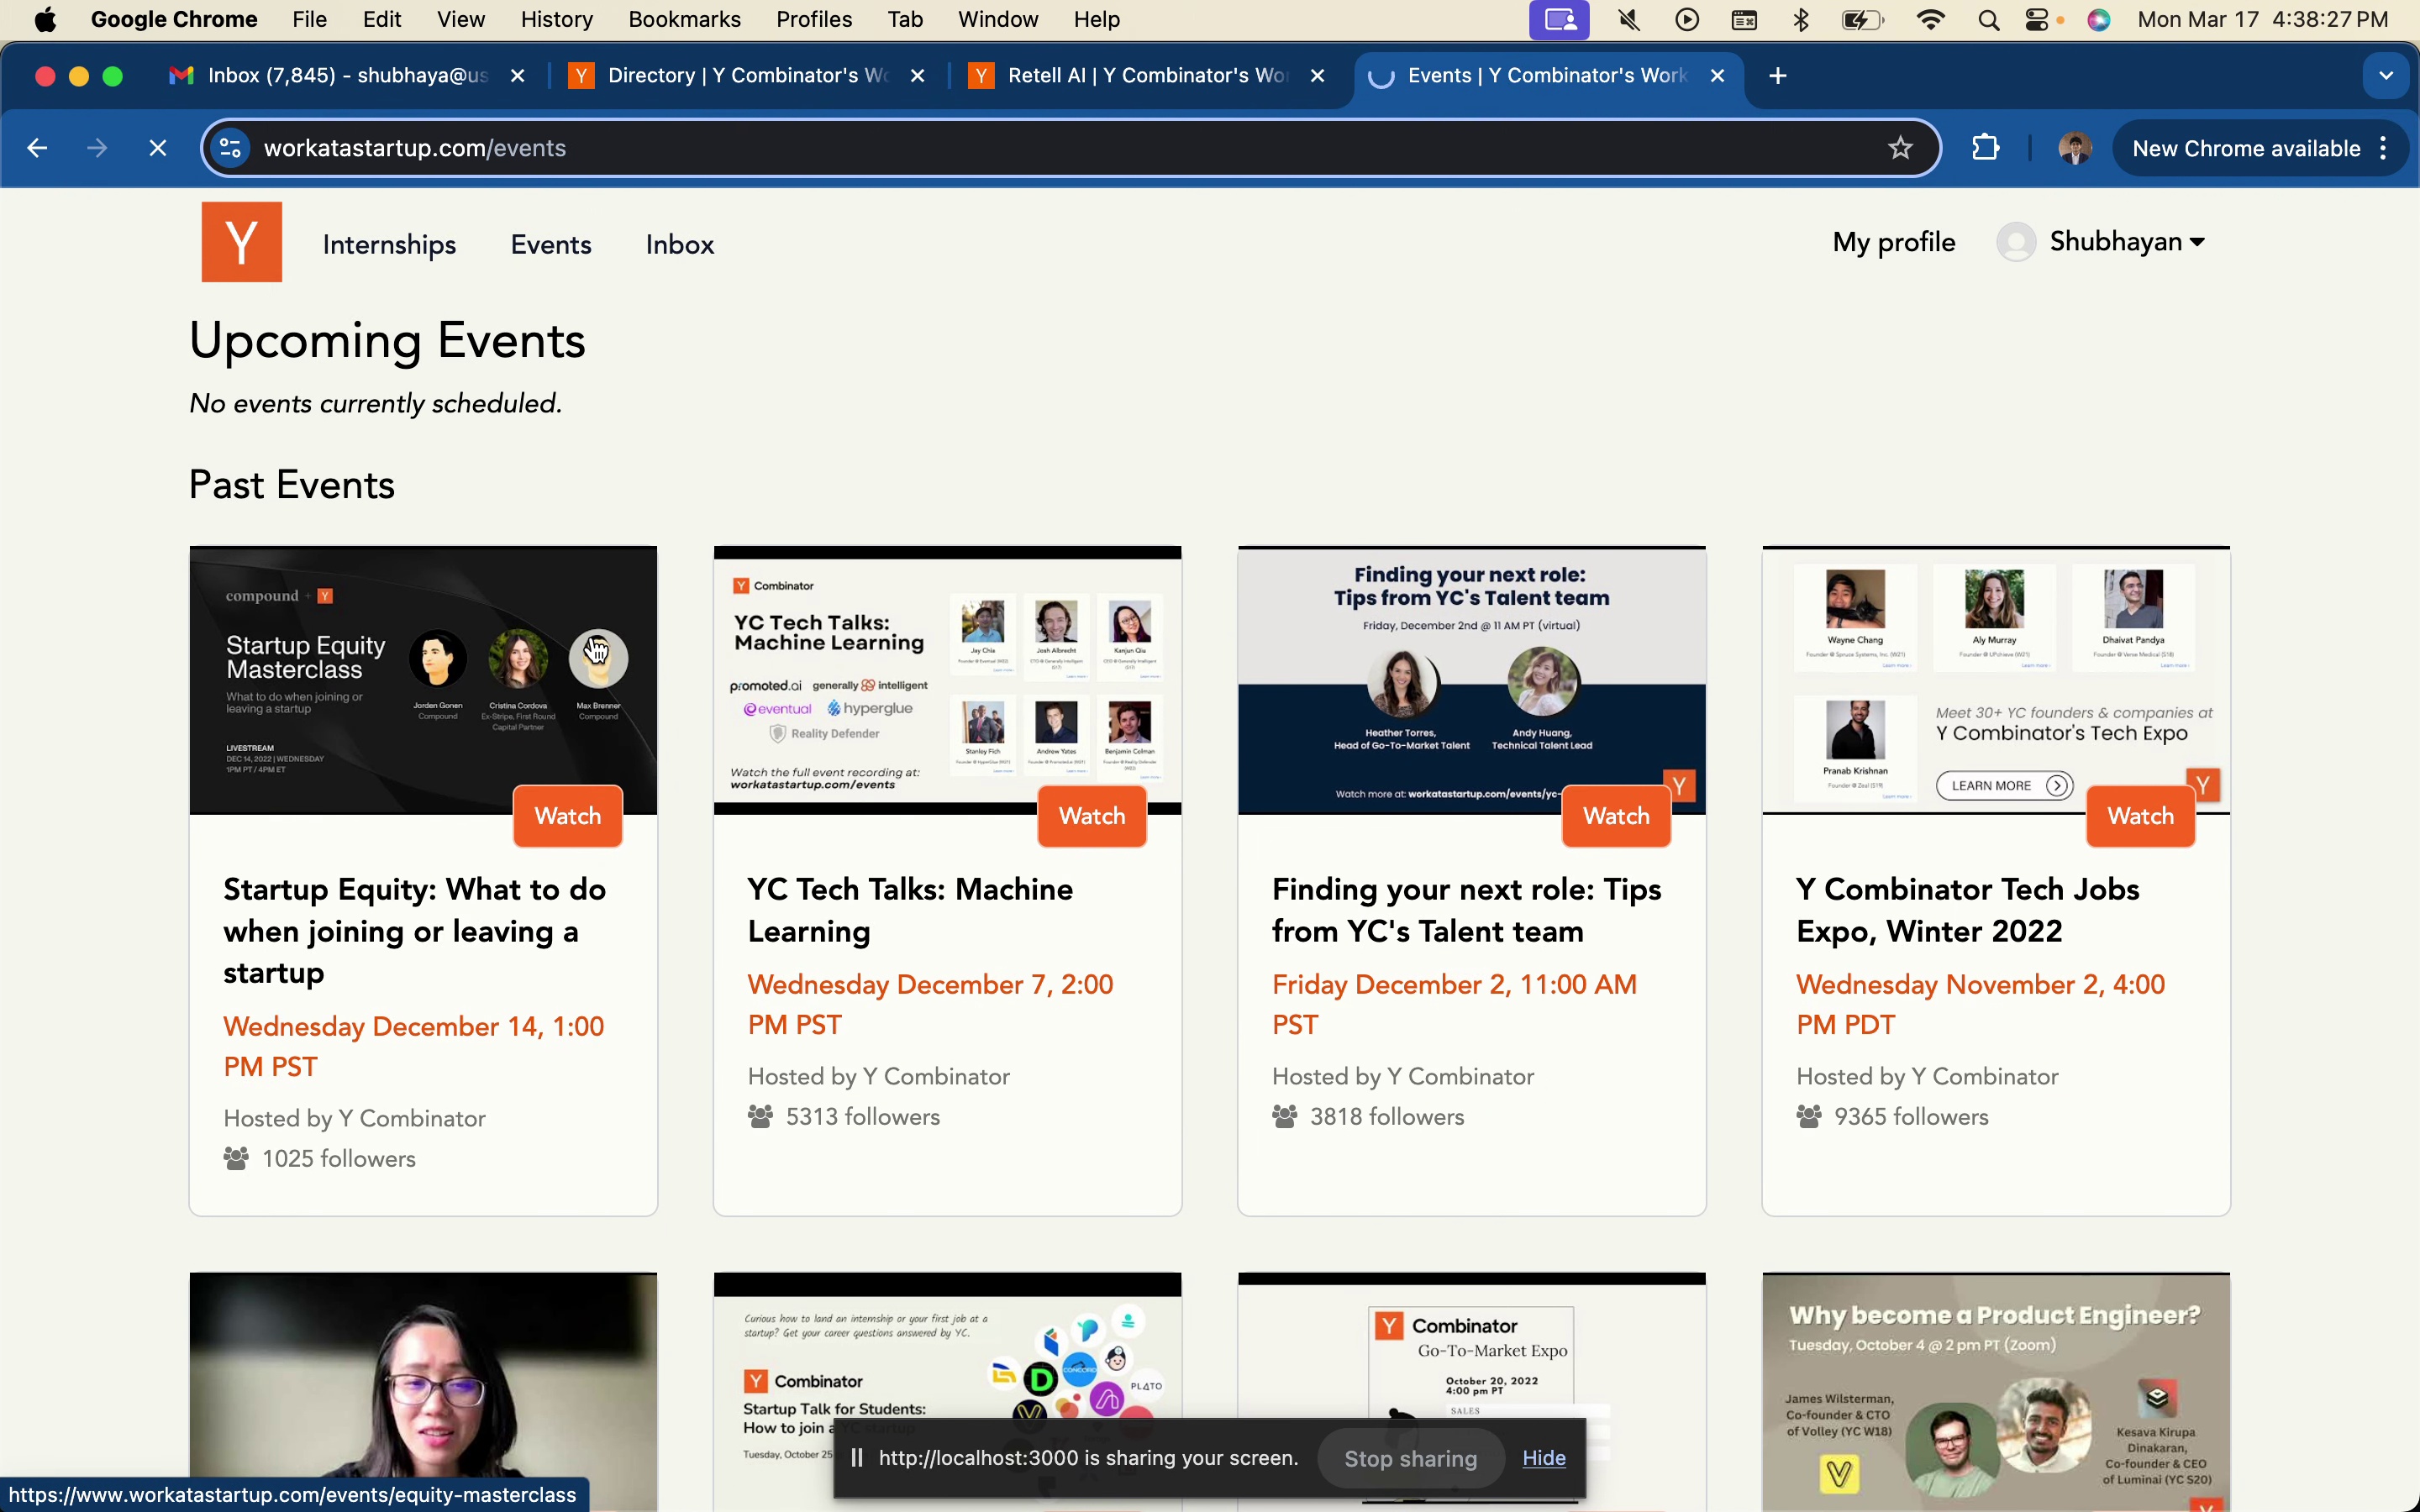 Google Chrome File Edit View History Bookmarks Profiles Tab Window Help Mon Mar 17 4:38:27 PM
Inbox (7,845) - shubhaya@us Directory | Y Combinator's Wo Retell AI | Y Combinator's Wor Events | Y Combinator's Work
workatastartup.com/events New Chrome available
Y Internships Events Inbox My profile Shubhayan
Upcoming Events
No events currently scheduled.
Past Events
compound + Y
Startup Equity
Masterclass
What to do when joining or
leaving a startup
Jorden Gonen
Compound
Cristina Cordova
Ex-Stripe, First Round
Capital Partner
Max Brenner
Compound
LIVESTREAM
DEC 14, 2022 | WEDNESDAY
1PM PT / 4PM ET
Watch
Startup Equity: What to do
when joining or leaving a
startup
Wednesday December 14, 1:00
PM PST
Hosted by Y Combinator
1025 followers
Y Combinator
YC Tech Talks:
Machine Learning
promoted.ai generally intelligent
eventual hyperglue
Reality Defender
Jay Chia
Josh Albrecht
Kanjun Qiu
Stanley Fich
Andrew Yates
Benjamin Colman
Watch the full event recording at:
workatastartup.com/events
Watch
YC Tech Talks: Machine
Learning
Wednesday December 7, 2:00
PM PST
Hosted by Y Combinator
5313 followers
Finding your next role:
Tips from YC's Talent team
Friday, December 2nd @ 11 AM PT (virtual)
Heather Torres,
Head of Go-To-Market Talent
Andy Huang,
Technical Talent Lead
Watch more at: workatastartup.com/events/yc-
Y
Watch
Finding your next role: Tips
from YC's Talent team
Friday December 2, 11:00 AM
PST
Hosted by Y Combinator
3818 followers
Wayne Chang
Founder @ Spruce Systems, Inc. (W21)
Aly Murray
Founder @ UPchieve (W21)
Dhaivat Pandya
Founder @ Verse Medical (S18)
Pranab Krishnan
Founder @ Zeal (S19)
Meet 30+ YC founders & companies at
Y Combinator's Tech Expo
LEARN MORE
Y
Watch
Y Combinator Tech Jobs
Expo, Winter 2022
Wednesday November 2, 4:00
PM PDT
Hosted by Y Combinator
9365 followers
Curious how to land an internship or your first job at a
startup? Get your career questions answered by YC.
Y Combinator
Startup Talk for Students:
How to join a
Tuesday, October 25
PLATO
Y Combinator
Go-To-Market Expo
October 20, 2022
4:00 pm PT
SALES
Why become a Product Engineer?
Tuesday, October 4 @ 2 pm PT (Zoom)
James Wilsterman,
Co-founder & CTO
of Volley (YC W18)
Kesava Kirupa
Dinakaran,
Co-founder & CEO
of Luminai (YC S20)
http://localhost:3000 is sharing your screen. Stop sharing Hide
https://www.workatastartup.com/events/equity-masterclass